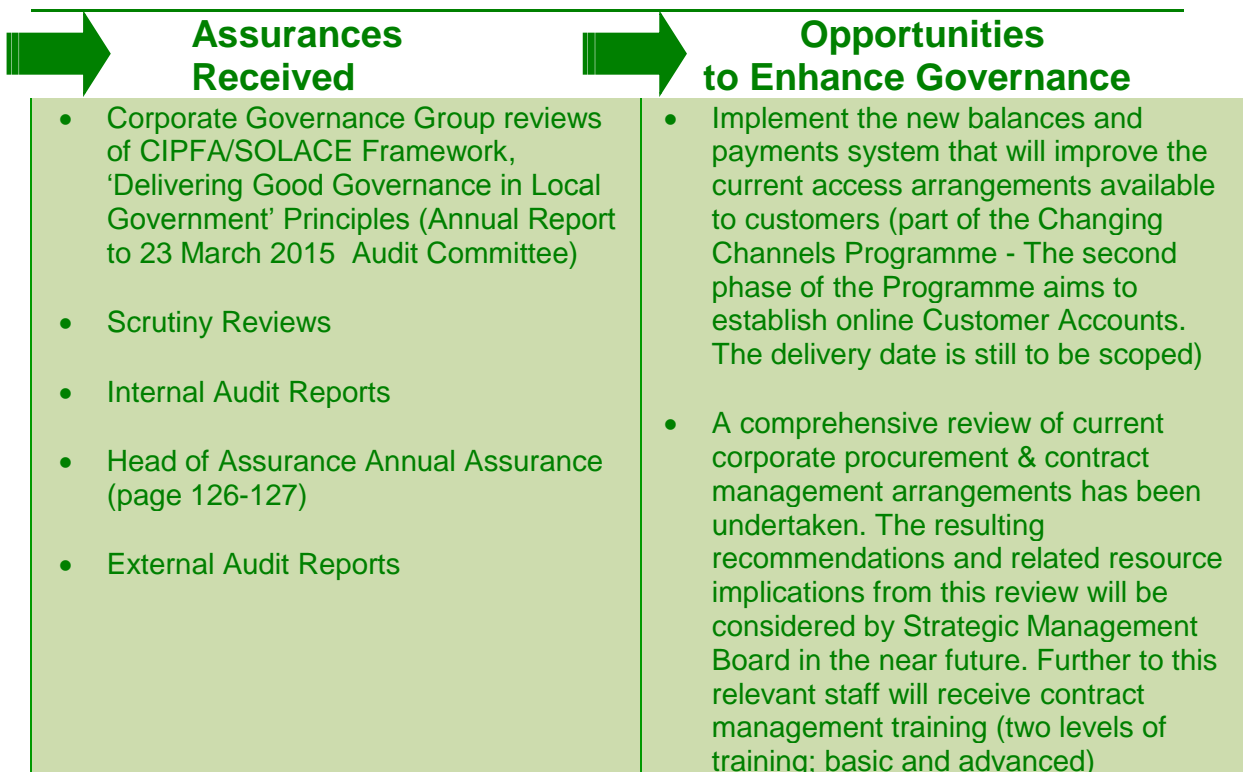 Assurances
Received
• Corporate Governance Group reviews
of CIPFA/SOLACE Framework,
‘Delivering Good Governance in Local
Government’ Principles (Annual Report
to 23 March 2015 Audit Committee)
• Scrutiny Reviews
• Internal Audit Reports
• Head of Assurance Annual Assurance
(page 126-127)
• External Audit Reports
Opportunities
to Enhance Governance
• Implement the new balances and
payments system that will improve the
current access arrangements available
to customers (part of the Changing
Channels Programme - The second
phase of the Programme aims to
establish online Customer Accounts.
The delivery date is still to be scoped)
• A comprehensive review of current
corporate procurement & contract
management arrangements has been
undertaken. The resulting
recommendations and related resource
implications from this review will be
considered by Strategic Management
Board in the near future. Further to this
relevant staff will receive contract
management training (two levels of
training; basic and advanced)